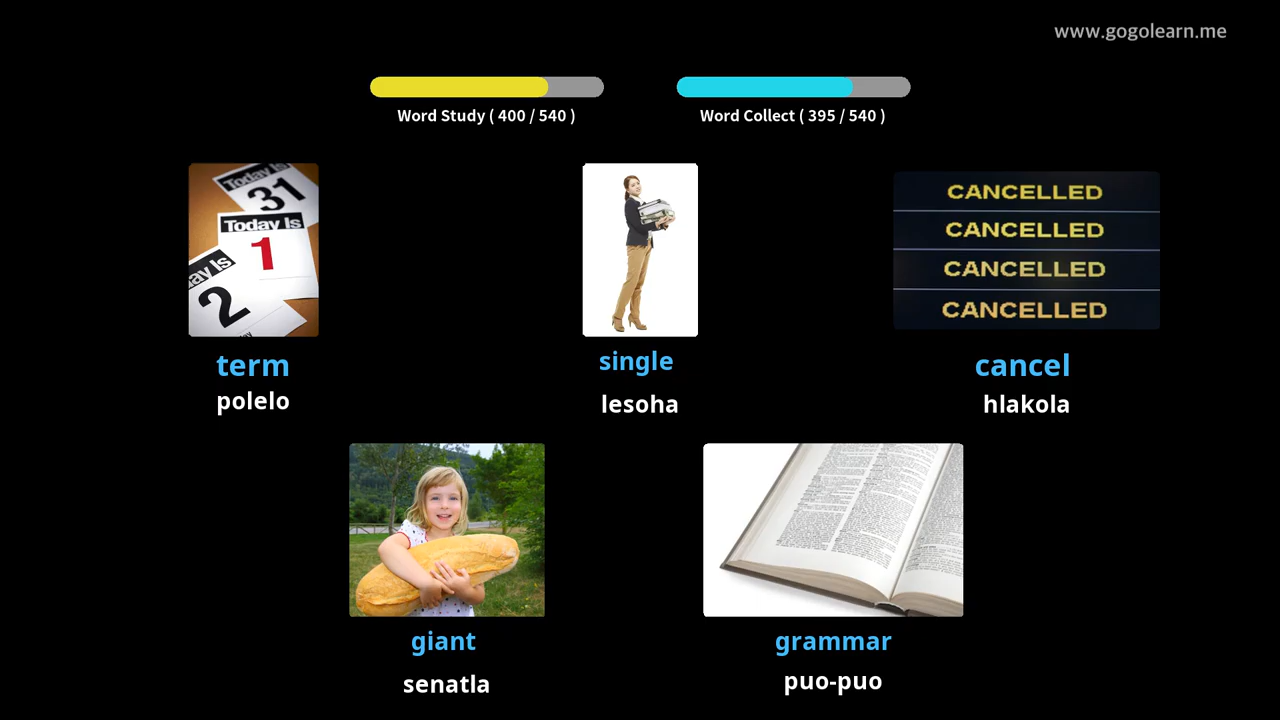 www.gogolearn.me
Word Study ( 400 / 540 )
Word Collect ( 395 / 540 )
Today Is
31
Today Is
1
ay Is
2
CANCELLED
CANCELLED
CANCELLED
CANCELLED
term
polelo
single
lesoha
cancel
hlakola
giant
senatla
grammar
puo-puo